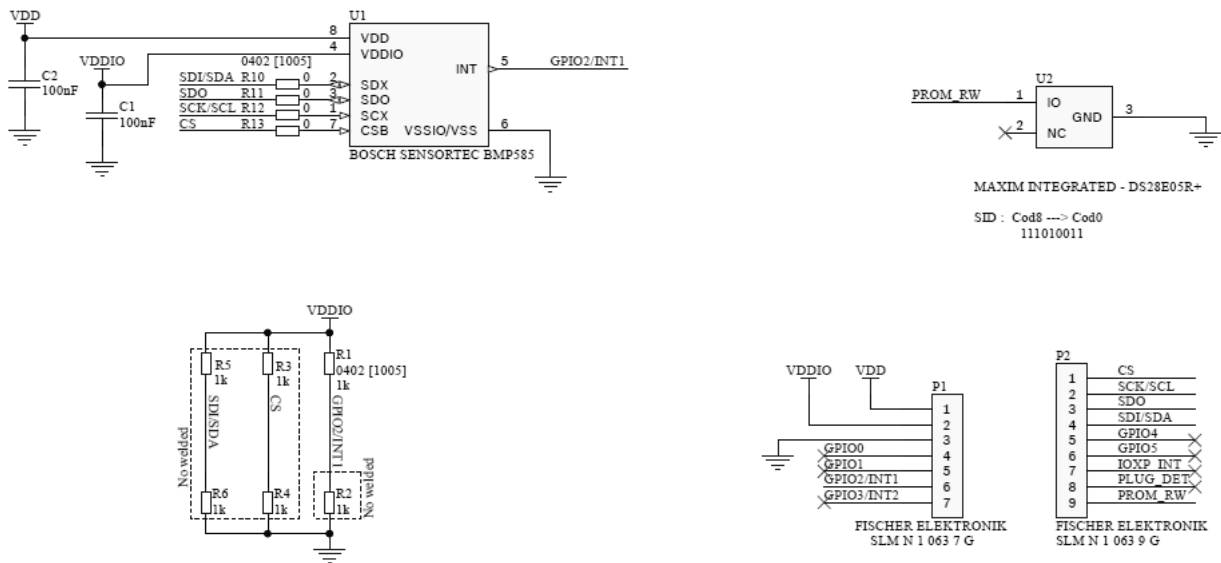 VDD
C2
100nF
VDDIO
C1
100nF
U1
8 VDD
4 VDDIO
0402 [1005]
SDI/SDA R10 0 2 SDX
SDO R11 0 3 SDO
SCK/SCL R12 0 1 SCX
CS R13 0 7 CSB
INT 5 GPIO2/INT1
VSSIO/VSS 6
BOSCH SENSORTEC BMP585
U2
PROM_RW 1 IO
2 NC
GND 3
MAXIM INTEGRATED - DS28E05R+
SID : Cod8 ---> Cod0
111010011
VDDIO
R5
1k
R3
1k
R1
0402 [1005]
1k
SDI/SDA
CS
GPIO2/INT1
No welded
R6
1k
R4
1k
R2
1k
No welded
VDDIO
VDD
P1
1
2
3
GPIO0 4
GPIO1 5
GPIO2/INT1 6
GPIO3/INT2 7
FISCHER ELEKTRONIK
SLM N 1 063 7 G
P2
1 CS
2 SCK/SCL
3 SDO
4 SDI/SDA
5 GPIO4
6 GPIO5
7 IOXP_INT
8 PLUG_DET
9 PROM_RW
FISCHER ELEKTRONIK
SLM N 1 063 9 G